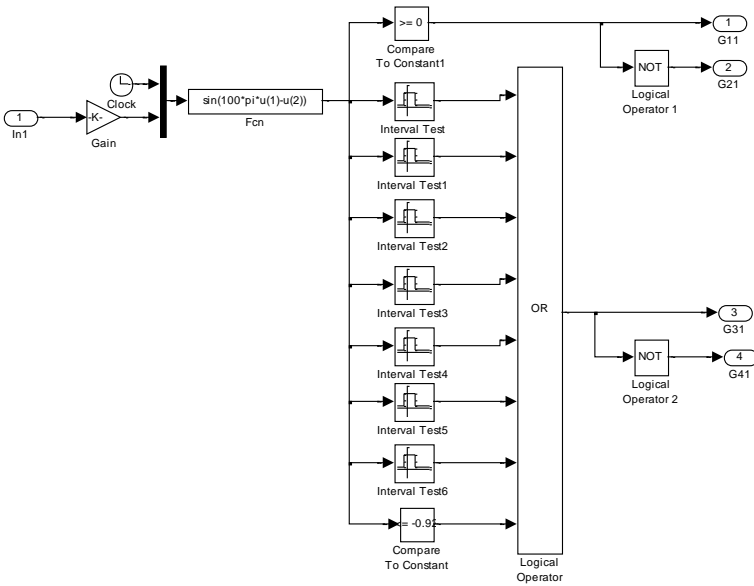 >= 0
Compare
To Constant1
1
G11
NOT
Logical
Operator 1
2
G21
Clock
1
In1
-K-
Gain
sin(100*pi*u(1)-u(2))
Fcn
Interval Test
Interval Test1
Interval Test2
Interval Test3
Interval Test4
Interval Test5
Interval Test6
OR
3
G31
NOT
Logical
Operator 2
4
G41
= -0.92
Compare
To Constant
Logical
Operator